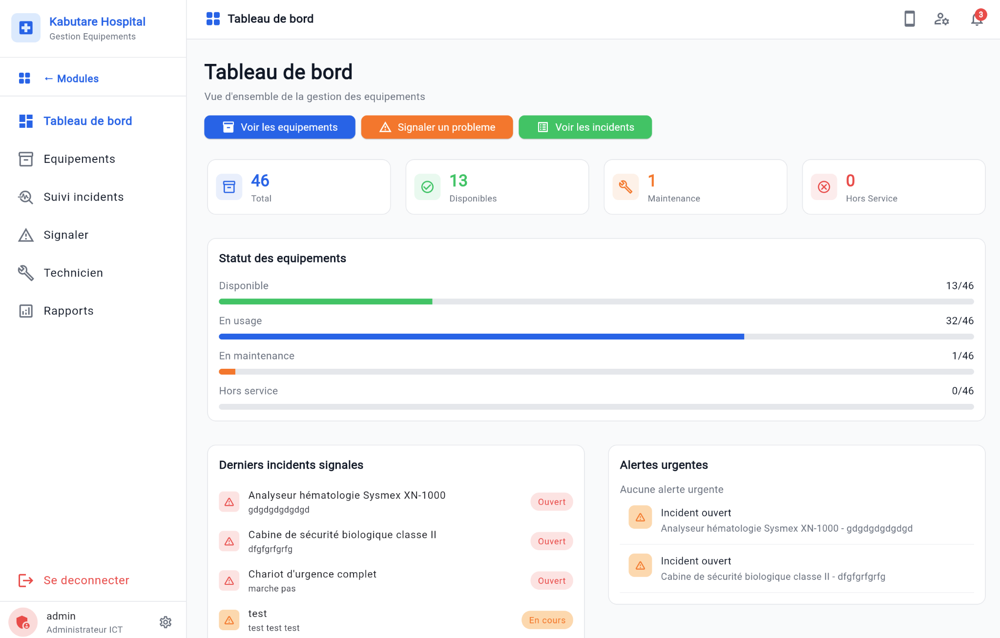 Kabutare Hospital
Gestion Equipements
← Modules
Tableau de bord
Equipements
Suivi incidents
Signaler
Technicien
Rapports
Se deconnecter
admin
Administrateur ICT
Tableau de bord
3
Tableau de bord
Vue d'ensemble de la gestion des equipements
Voir les equipements
Signaler un probleme
Voir les incidents
46
Total
13
Disponibles
1
Maintenance
0
Hors Service
Statut des equipements
Disponible 13/46
En usage 32/46
En maintenance 1/46
Hors service 0/46
Derniers incidents signales
Analyseur hématologie Sysmex XN-1000
gdgdgdgdgdgd
Ouvert
Cabine de sécurité biologique classe II
dfgfgrfgrfg
Ouvert
Chariot d'urgence complet
marche pas
Ouvert
test
test test test
En cours
Alertes urgentes
Aucune alerte urgente
Incident ouvert
Analyseur hématologie Sysmex XN-1000 - gdgdgdgdgdgd
Incident ouvert
Cabine de sécurité biologique classe II - dfgfgrfgrfg